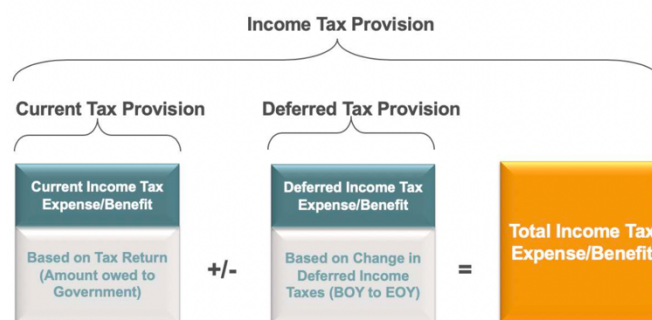 Income Tax Provision
Current Tax Provision
Deferred Tax Provision
Current Income Tax
Expense/Benefit
Based on Tax Return
(Amount owed to
Government)
+/-
Deferred Income Tax
Expense/Benefit
Based on Change in
Deferred Income
Taxes (BOY to EOY)
=
Total Income Tax
Expense/Benefit